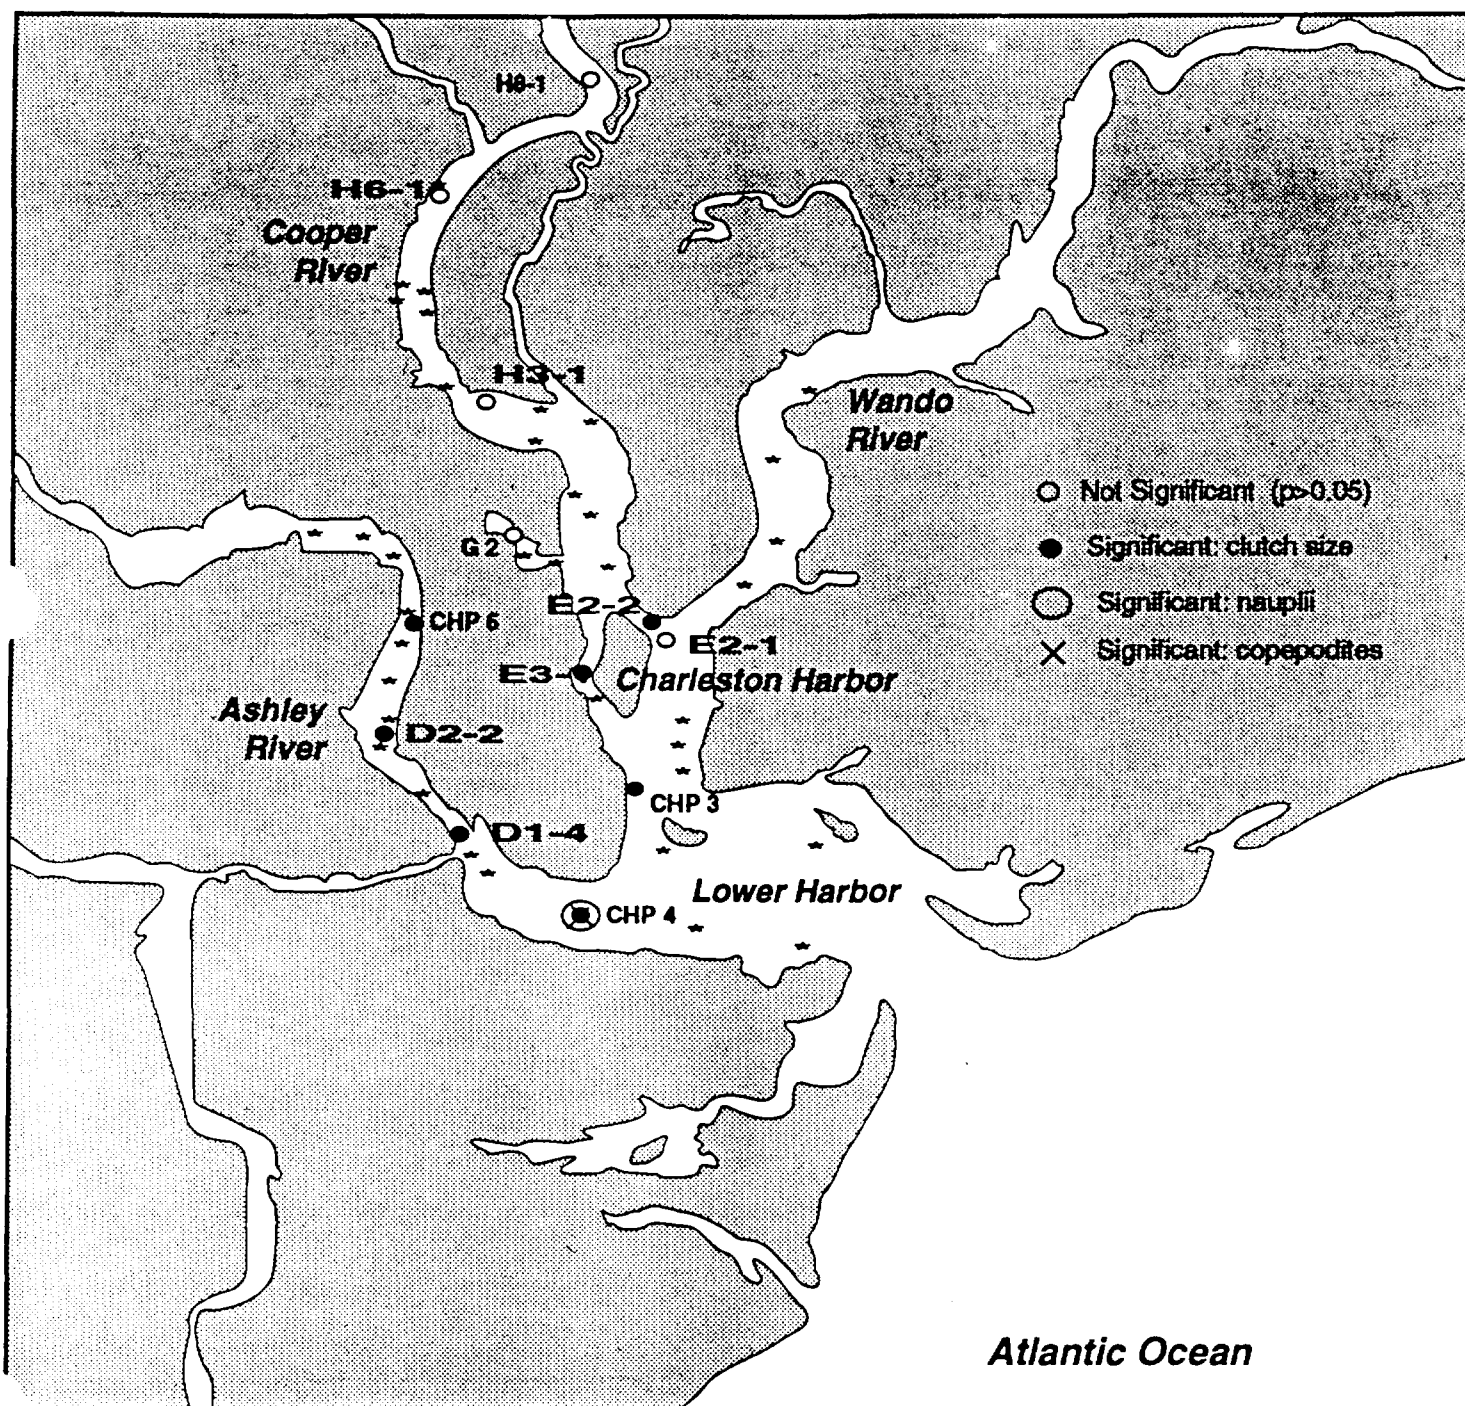 H8-1
H6-1
Cooper
River
H3-1
Wando
River
Not Significant (p>0.05)
Significant: clutch size
Significant: nauplii
Significant: copepodites
G 2
E2-2
CHP 6
E2-1
E3-
Charleston Harbor
Ashley
River
D2-2
CHP 3
D1-4
Lower Harbor
CHP 4
Atlantic Ocean